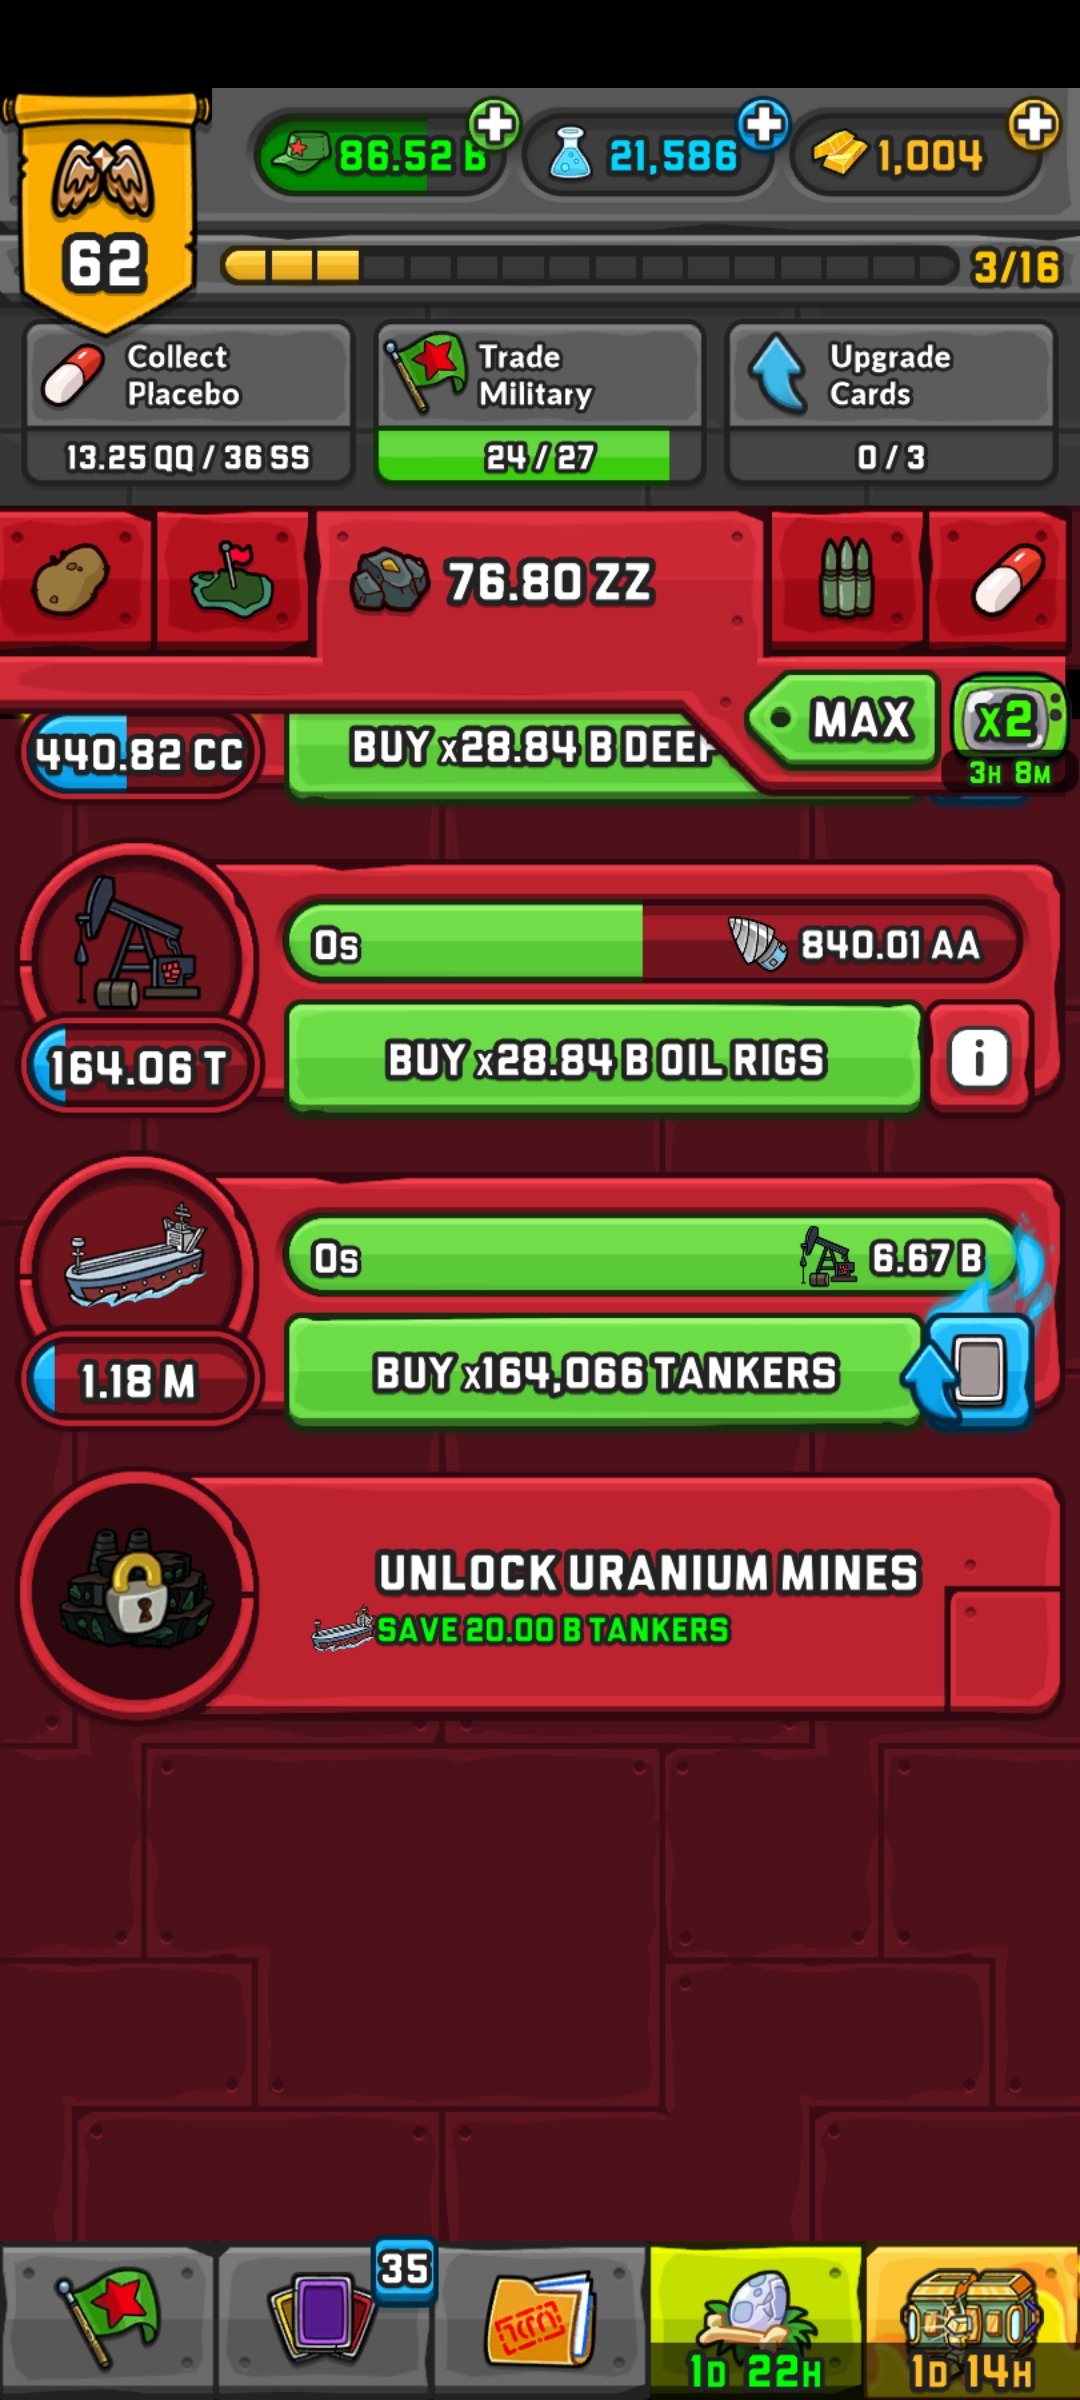 86.52 B
21,586
1,004
62
3/16
Collect
Placebo
13.25 QQ / 36 SS
Trade
Military
24 / 27
Upgrade
Cards
0 / 3
76.80 ZZ
MAX
x2
3H 8M
440.82 CC
BUY x28.84 B DEEP
0s
840.01 AA
164.06 T
BUY x28.84 B OIL RIGS
i
0s
6.67 B
1.18 M
BUY x164,066 TANKERS
UNLOCK URANIUM MINES
SAVE 20.00 B TANKERS
35
1D 22H
1D 14H